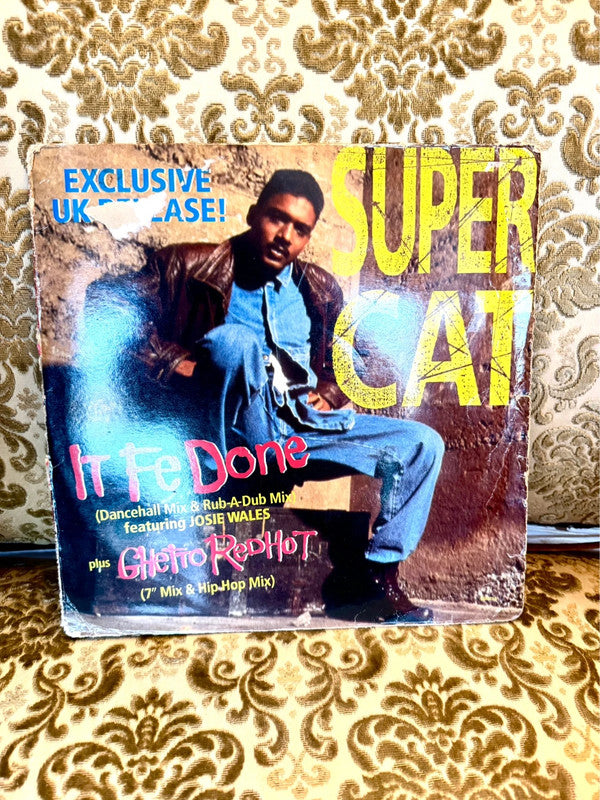 EXCLUSIVE
UK RELEASE!
SUPER
CAT
It Fe Done
(Dancehall Mix & Rub-A-Dub Mix)
featuring JOSIE WALES
plus Ghetto Red Hot
(7" Mix & Hip Hop Mix)